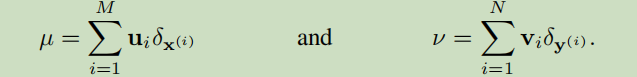 μ = ∑_{i=1}^{M} 𝐮_i δ_{𝐱^{(i)}} and ν = ∑_{i=1}^{N} 𝐯_i δ_{𝐲^{(i)}}.